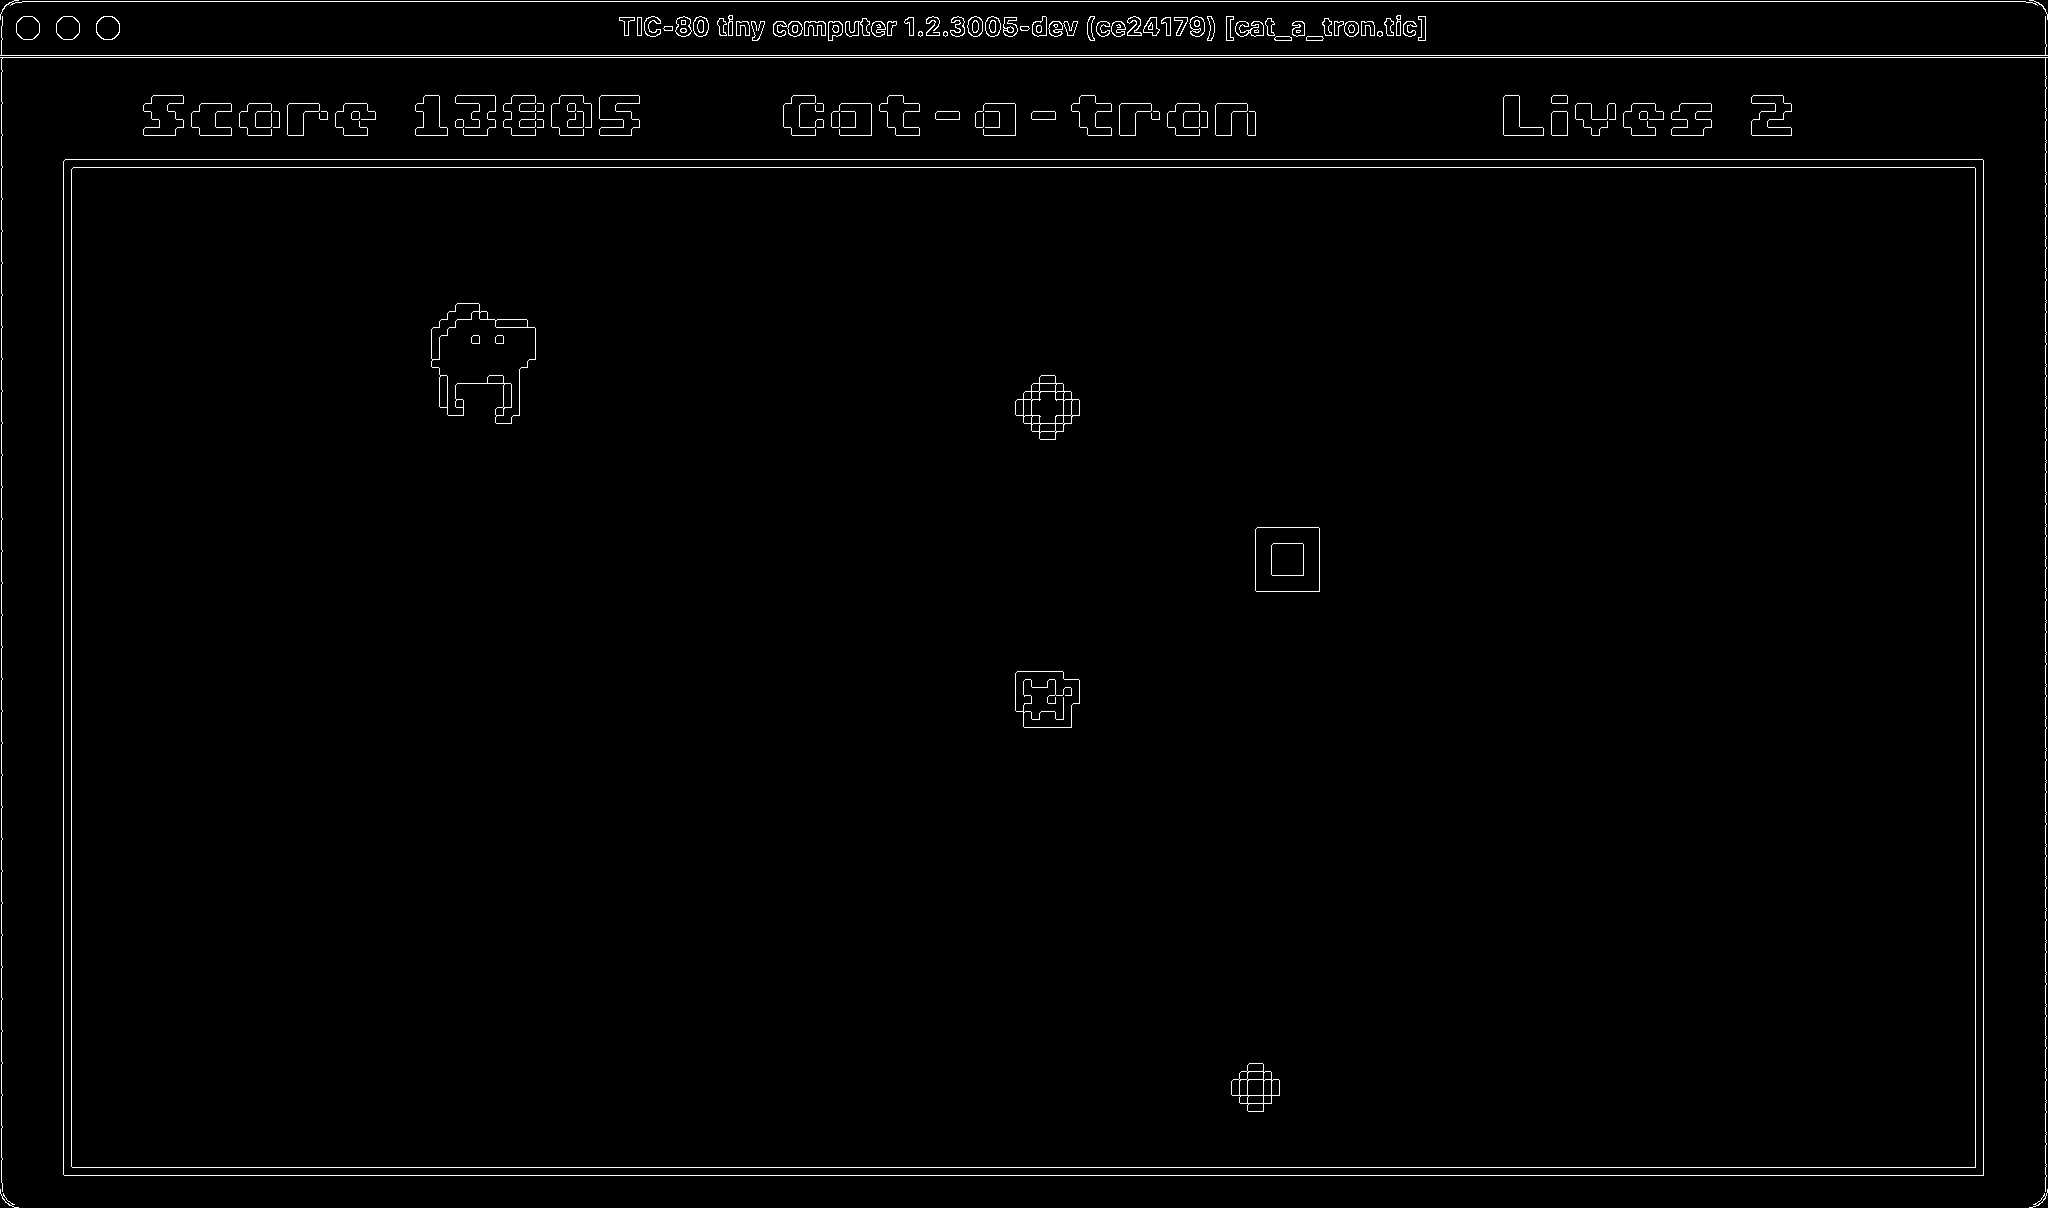 TIC-80 tiny computer 1.2.3005-dev (ce24179) [cat_a_tron.tic]
Score 13805 Cat-a-tron Lives 2